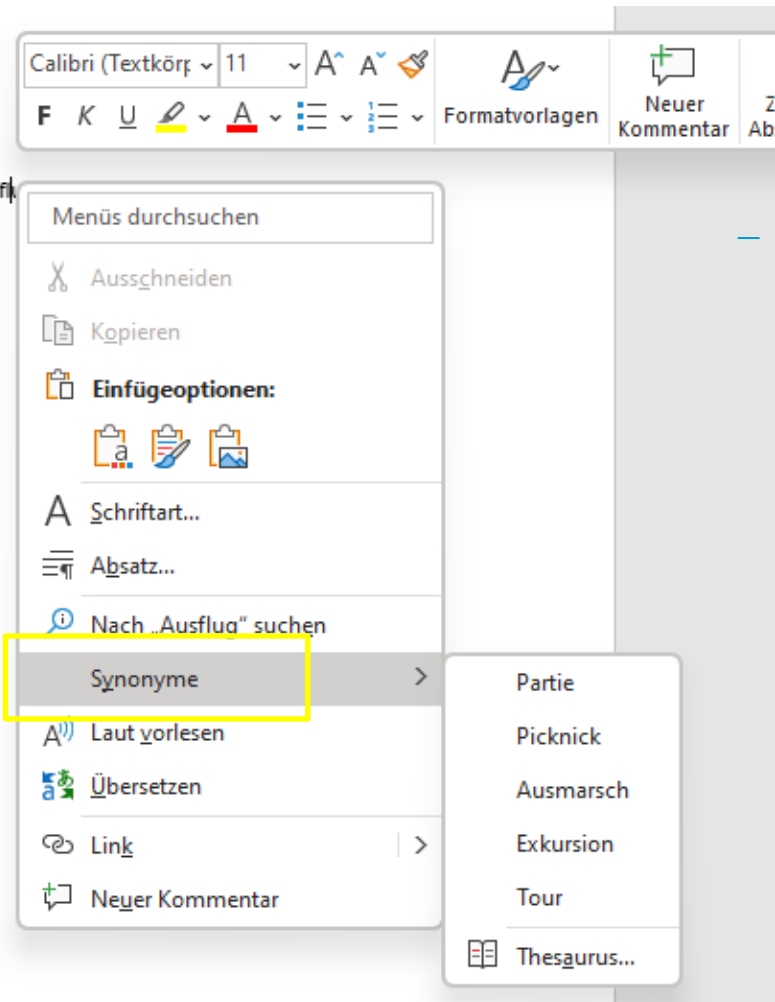 Calibri (Textkörp 11
F K U Formatvorlagen
Neuer
Kommentar
Menüs durchsuchen
Ausschneiden
Kopieren
Einfügeoptionen:
Schriftart...
Absatz...
Nach „Ausflug“ suchen
Synonyme
Partie
Laut vorlesen
Picknick
Übersetzen
Ausmarsch
Link
Exkursion
Neuer Kommentar
Tour
Thesaurus...